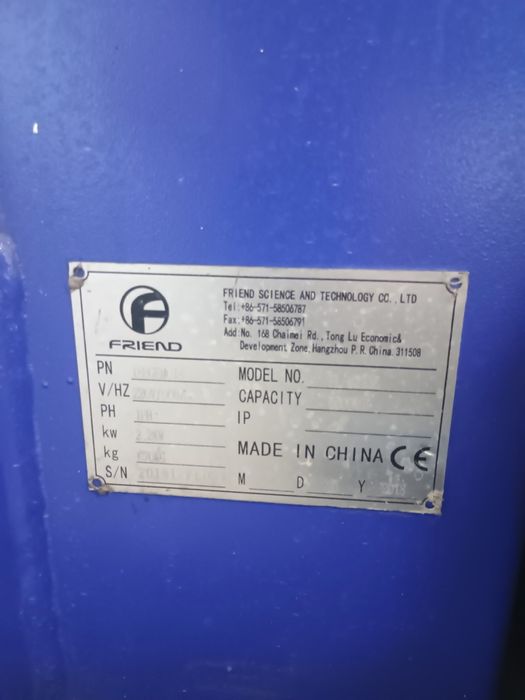 FRIEND
FRIEND SCIENCE AND TECHNOLOGY CO., LTD
Tel:+86-571-58506787
Fax:+86-571-58506791
Add:No. 168 Chaimei Rd., Tong Lu Economic&
Development Zone, Hangzhou P.R. China. 311508
PN
V/HZ
PH
kw
kg
S/N
MODEL NO.
CAPACITY
IP
MADE IN CHINA CE
M D Y